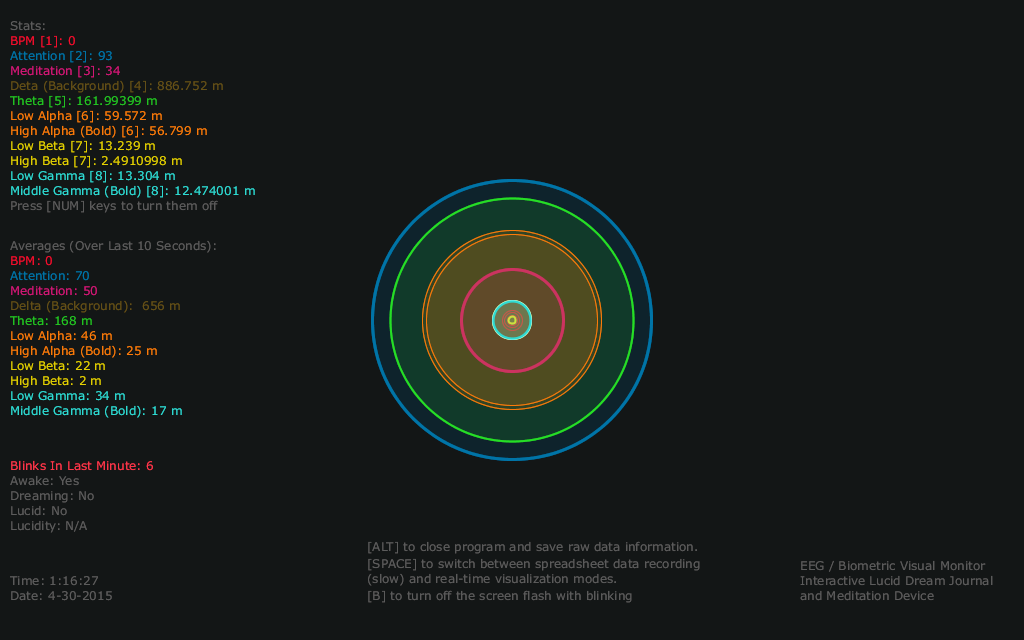 Stats:
BPM [1]: 0
Attention [2]: 93
Meditation [3]: 34
Deta (Background) [4]: 886.752 m
Theta [5]: 161.99399 m
Low Alpha [6]: 59.572 m
High Alpha (Bold) [6]: 56.799 m
Low Beta [7]: 13.239 m
High Beta [7]: 2.4910998 m
Low Gamma [8]: 13.304 m
Middle Gamma (Bold) [8]: 12.474001 m
Press [NUM] keys to turn them off
Averages (Over Last 10 Seconds):
BPM: 0
Attention: 70
Meditation: 50
Delta (Background):  656 m
Theta: 168 m
Low Alpha: 46 m
High Alpha (Bold): 25 m
Low Beta: 22 m
High Beta: 2 m
Low Gamma: 34 m
Middle Gamma (Bold): 17 m
Blinks In Last Minute: 6
Awake: Yes
Dreaming: No
Lucid: No
Lucidity: N/A
Time: 1:16:27
Date: 4-30-2015
[ALT] to close program and save raw data information.
[SPACE] to switch between spreadsheet data recording
(slow) and real-time visualization modes.
[B] to turn off the screen flash with blinking
EEG / Biometric Visual Monitor
Interactive Lucid Dream Journal
and Meditation Device